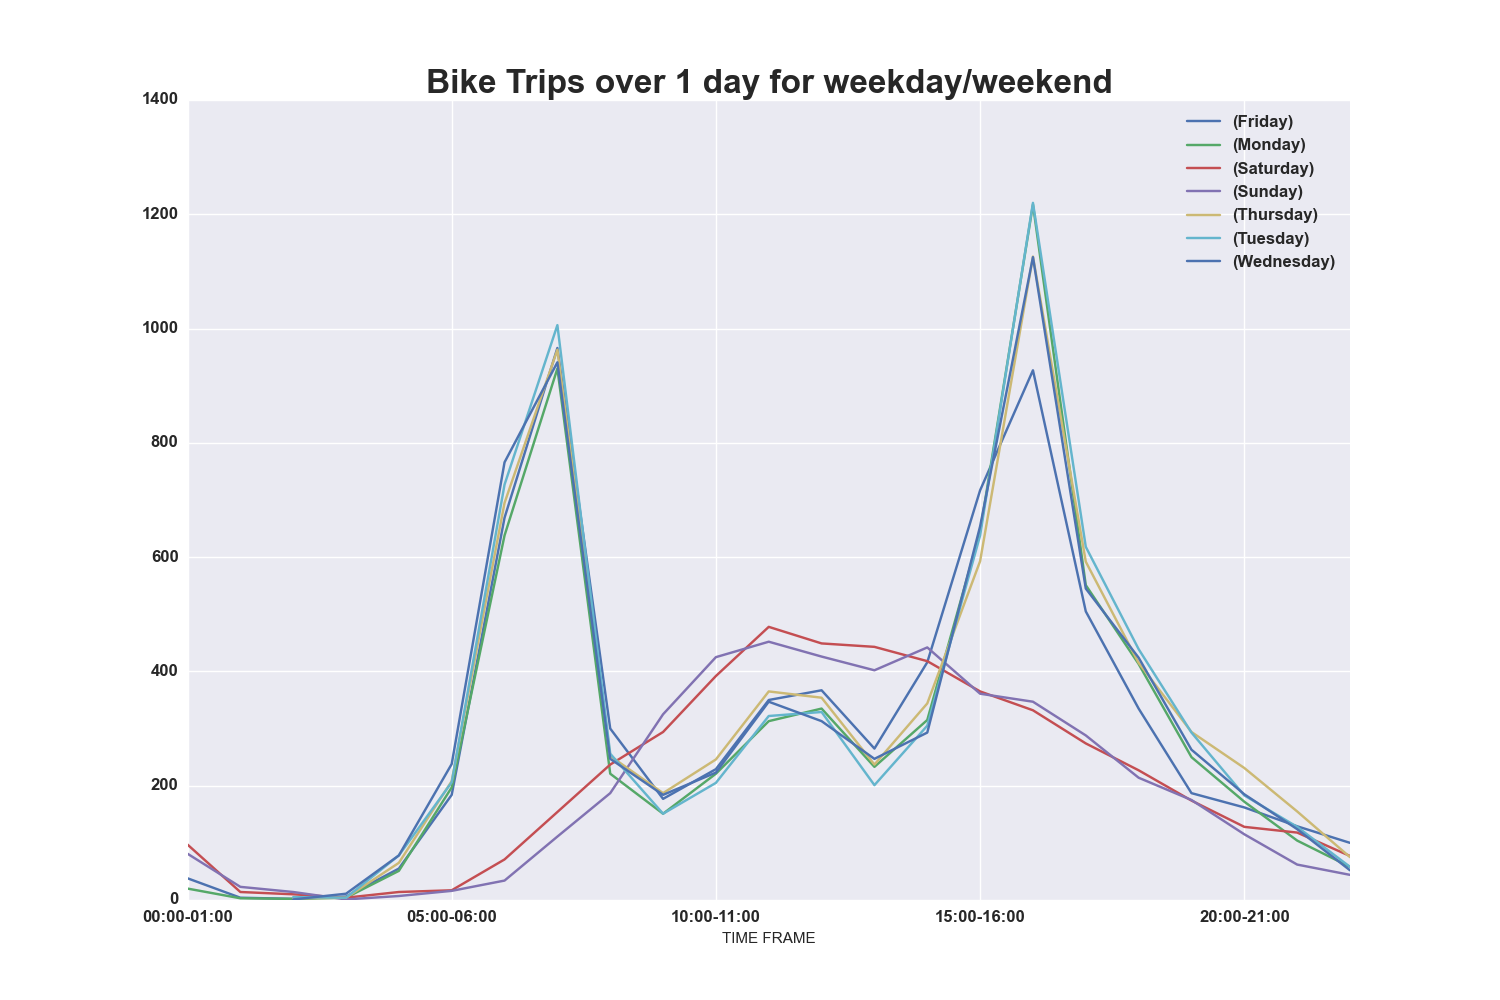 Bike Trips over 1 day for weekday/weekend
1400
1200
1000
800
600
400
200
0
(Friday)
(Monday)
(Saturday)
(Sunday)
(Thursday)
(Tuesday)
(Wednesday)
00:00-01:00 05:00-06:00 10:00-11:00 15:00-16:00 20:00-21:00
TIME FRAME